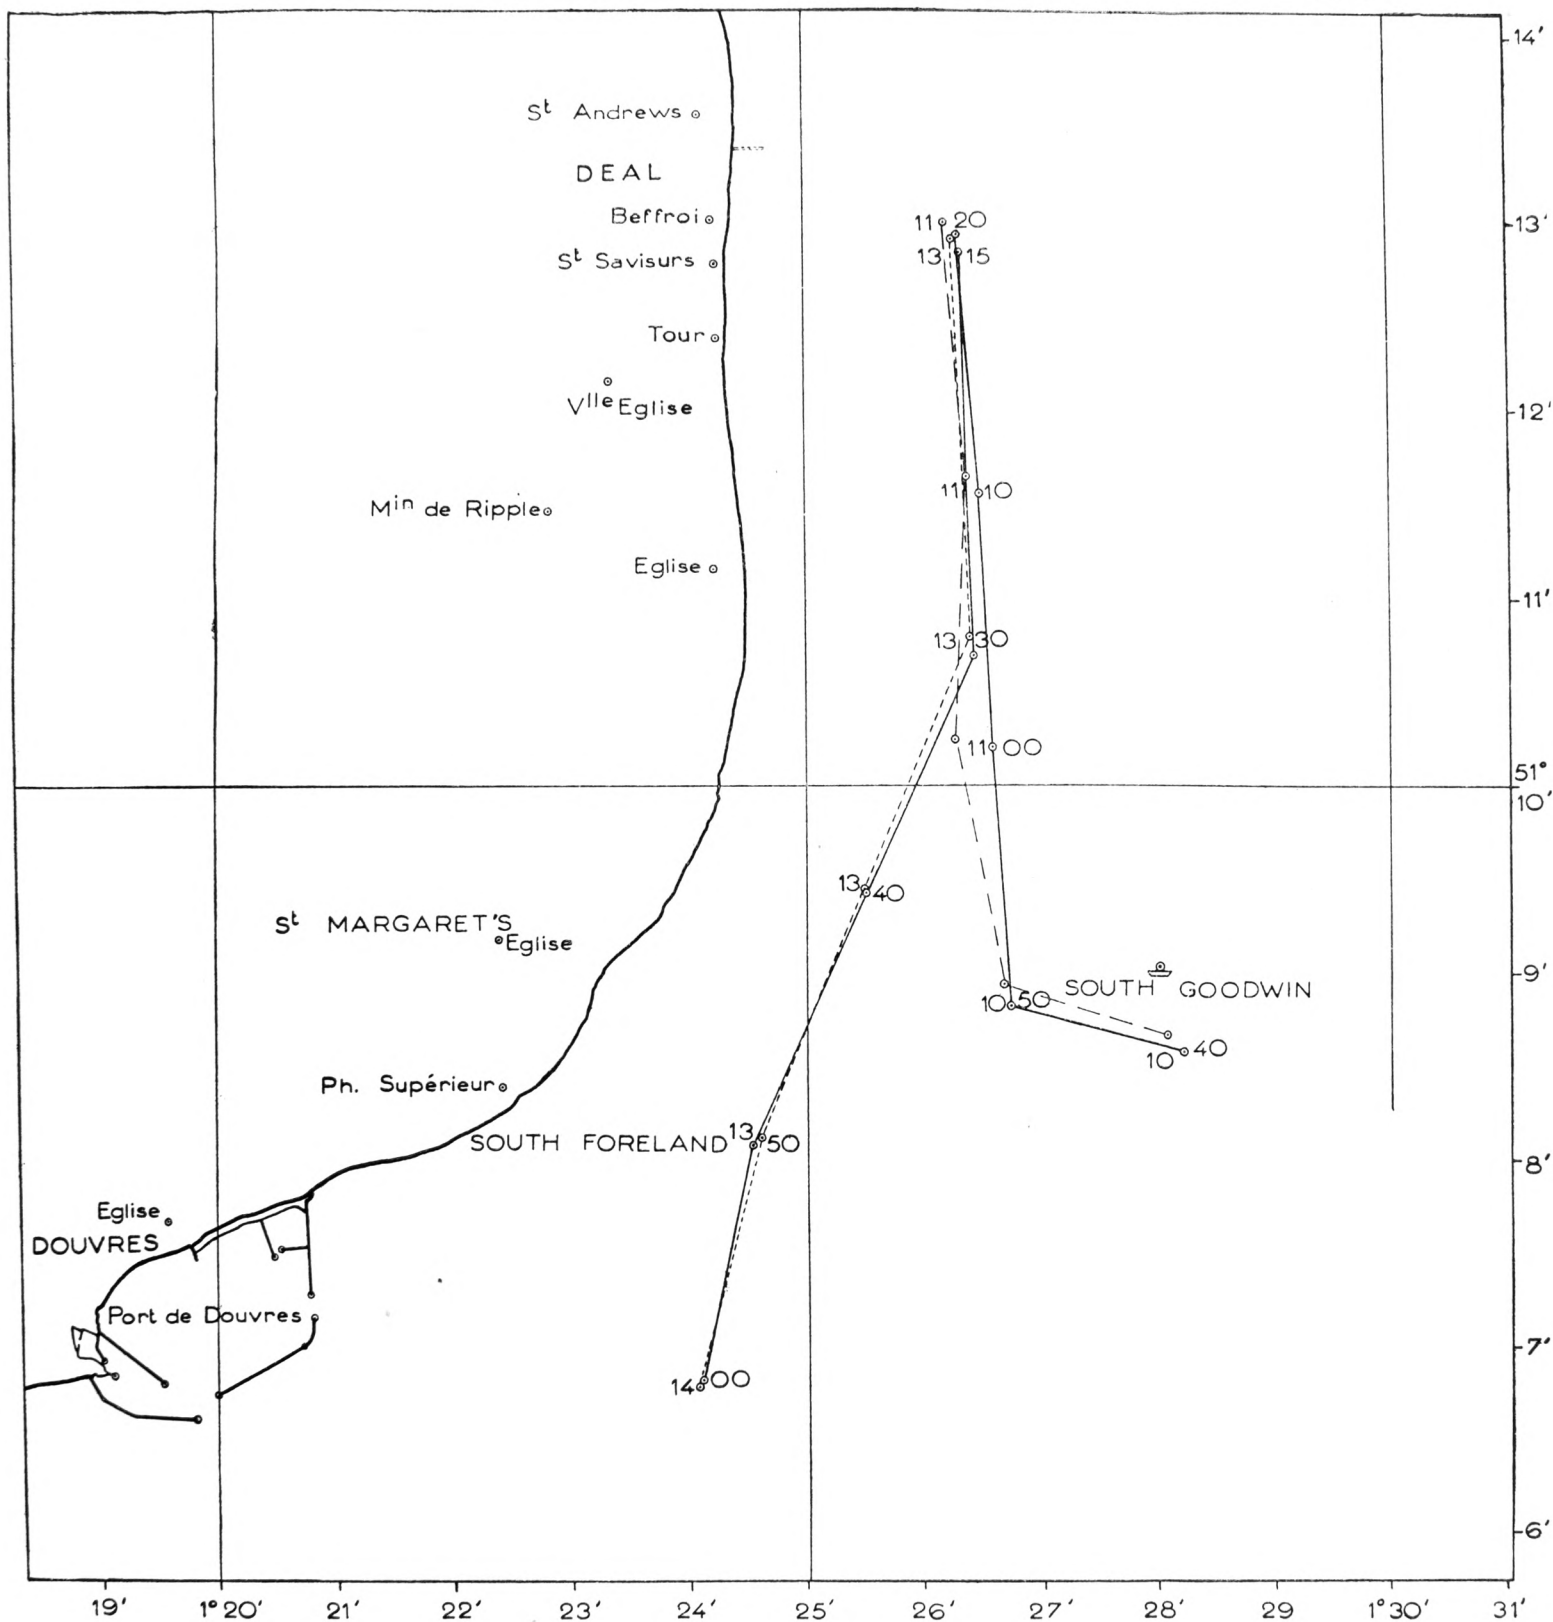 14'
St Andrews
DEAL
Beffroi
11 20
13'
13 15
St Savisurs
Tour
Vlle Eglise
12'
11 10
Min de Ripple
Eglise
11'
13 30
11 00
51°
10'
13 40
St MARGARET'S
Eglise
9'
SOUTH GOODWIN
10 50
10 40
Ph. Supérieur
SOUTH FORELAND
13 50
8'
Eglise
DOUVRES
Port de Douvres
7'
14 00
6'
19' 1° 20' 21' 22' 23' 24' 25' 26' 27' 28' 29 1° 30' 31'